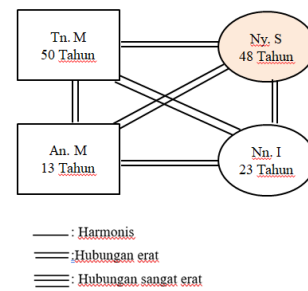 Tn. M
50 Tahun
Ny. S
48 Tahun
An. M
13 Tahun
Nn. I
23 Tahun
: Harmonis
:Hubungan erat
: Hubungan sangat erat